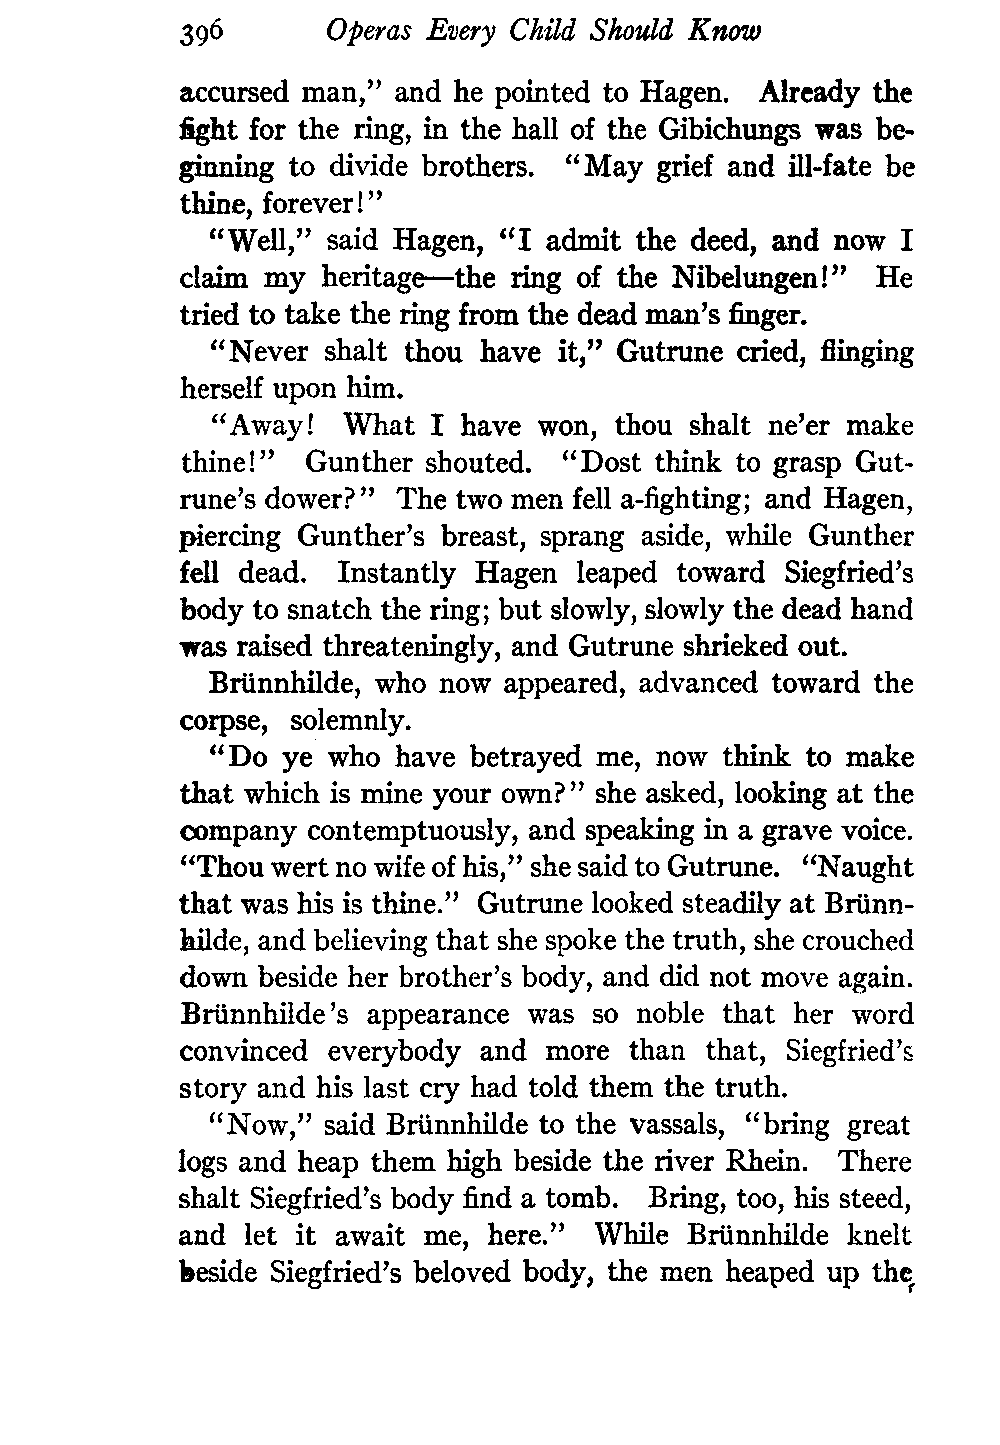 396 Operas Every Child Should Know
accursed man,” and he pointed to Hagen. Already the
fight for the ring, in the hall of the Gibichungs was be-
ginning to divide brothers. “May grief and ill-fate be
thine, forever!”
“Well,” said Hagen, “I admit the deed, and now I
claim my heritage—the ring of the Nibelungen!” He
tried to take the ring from the dead man’s finger.
“Never shalt thou have it,” Gutrune cried, flinging
herself upon him.
“Away! What I have won, thou shalt ne’er make
thine!” Gunther shouted. “Dost think to grasp Gut-
rune’s dower?” The two men fell a-fighting; and Hagen,
piercing Gunther’s breast, sprang aside, while Gunther
fell dead. Instantly Hagen leaped toward Siegfried’s
body to snatch the ring; but slowly, slowly the dead hand
was raised threateningly, and Gutrune shrieked out.
Brünnhilde, who now appeared, advanced toward the
corpse, solemnly.
“Do ye who have betrayed me, now think to make
that which is mine your own?” she asked, looking at the
company contemptuously, and speaking in a grave voice.
“Thou wert no wife of his,” she said to Gutrune. “Naught
that was his is thine.” Gutrune looked steadily at Brünn-
hilde, and believing that she spoke the truth, she crouched
down beside her brother’s body, and did not move again.
Brünnhilde’s appearance was so noble that her word
convinced everybody and more than that, Siegfried’s
story and his last cry had told them the truth.
“Now,” said Brünnhilde to the vassals, “bring great
logs and heap them high beside the river Rhein. There
shalt Siegfried’s body find a tomb. Bring, too, his steed,
and let it await me, here.” While Brünnhilde knelt
beside Siegfried’s beloved body, the men heaped up the